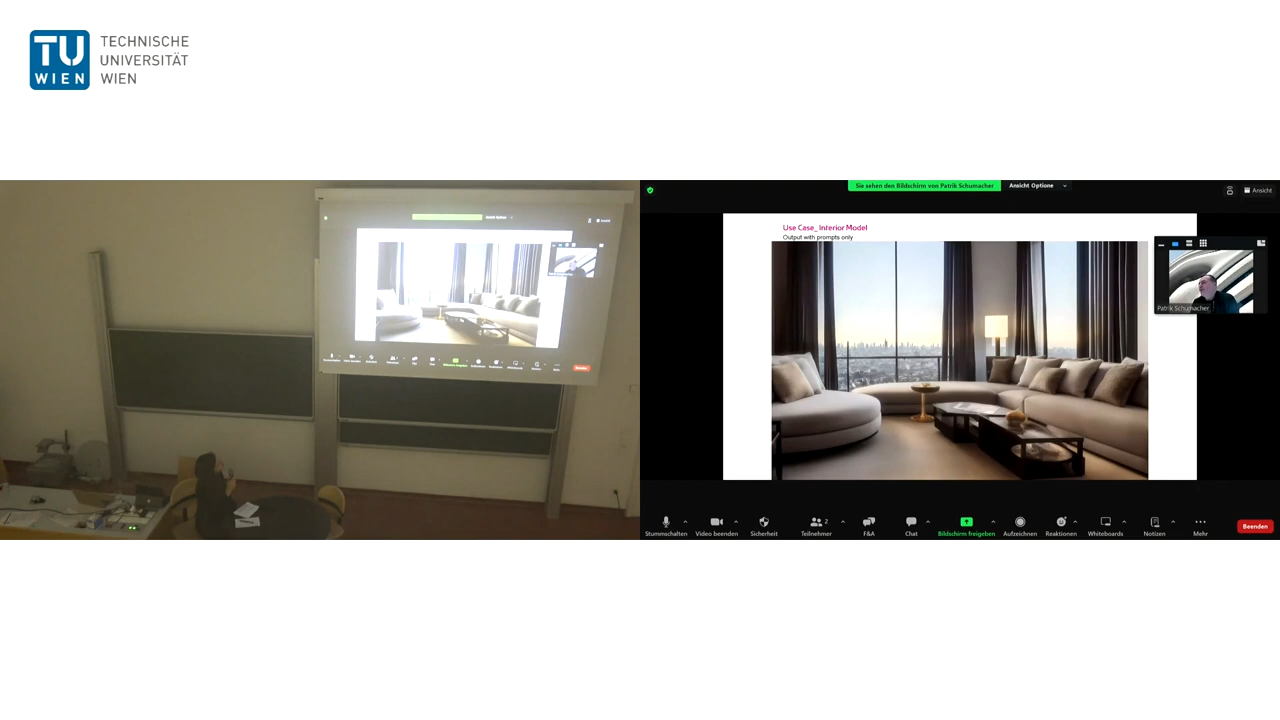 TU
WIEN
TECHNISCHE
UNIVERSITÄT
WIEN
Sie sehen den Bildschirm von Patrik Schumacher
Ansicht Optione
Ansicht
Use Case_ Interior Model
Output with prompts only
Patrik Schumacher
Stummschalten
Video beenden
Sicherheit
Teilnehmer
2
F&A
Chat
Bildschirm freigeben
Aufzeichnen
Reaktionen
Whiteboards
Notizen
Mehr
Beenden